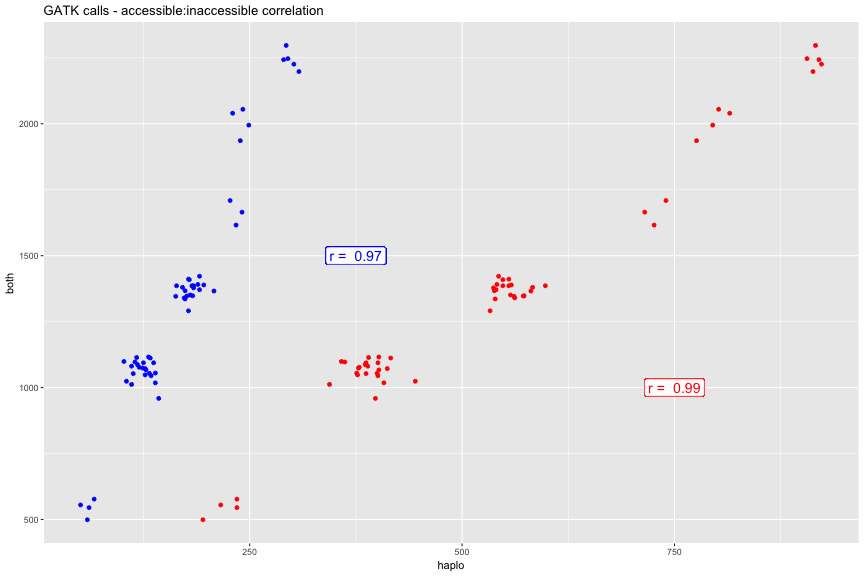 GATK calls - accessible:inaccessible correlation
2000
1500
1000
500
both
r = 0.97
r = 0.99
250
500
750
haplo